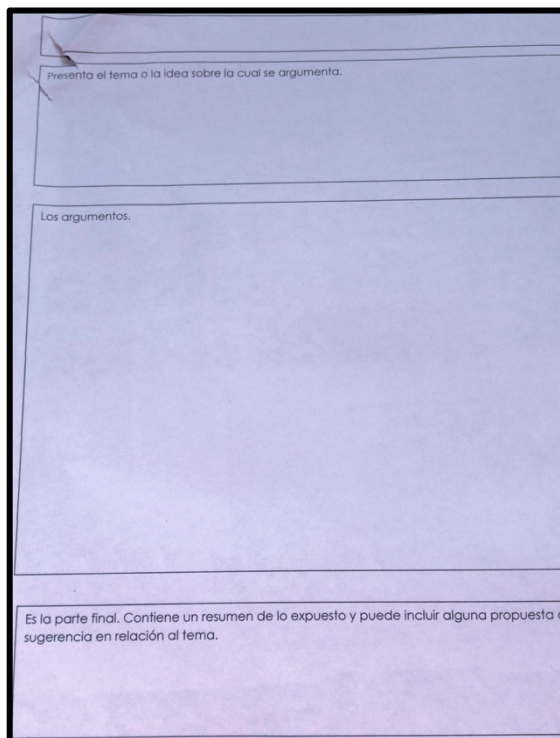 Presenta el tema o la idea sobre la cual se argumenta.
Los argumentos.
Es la parte final. Contiene un resumen de lo expuesto y puede incluir alguna propuesta
sugerencia en relación al tema.